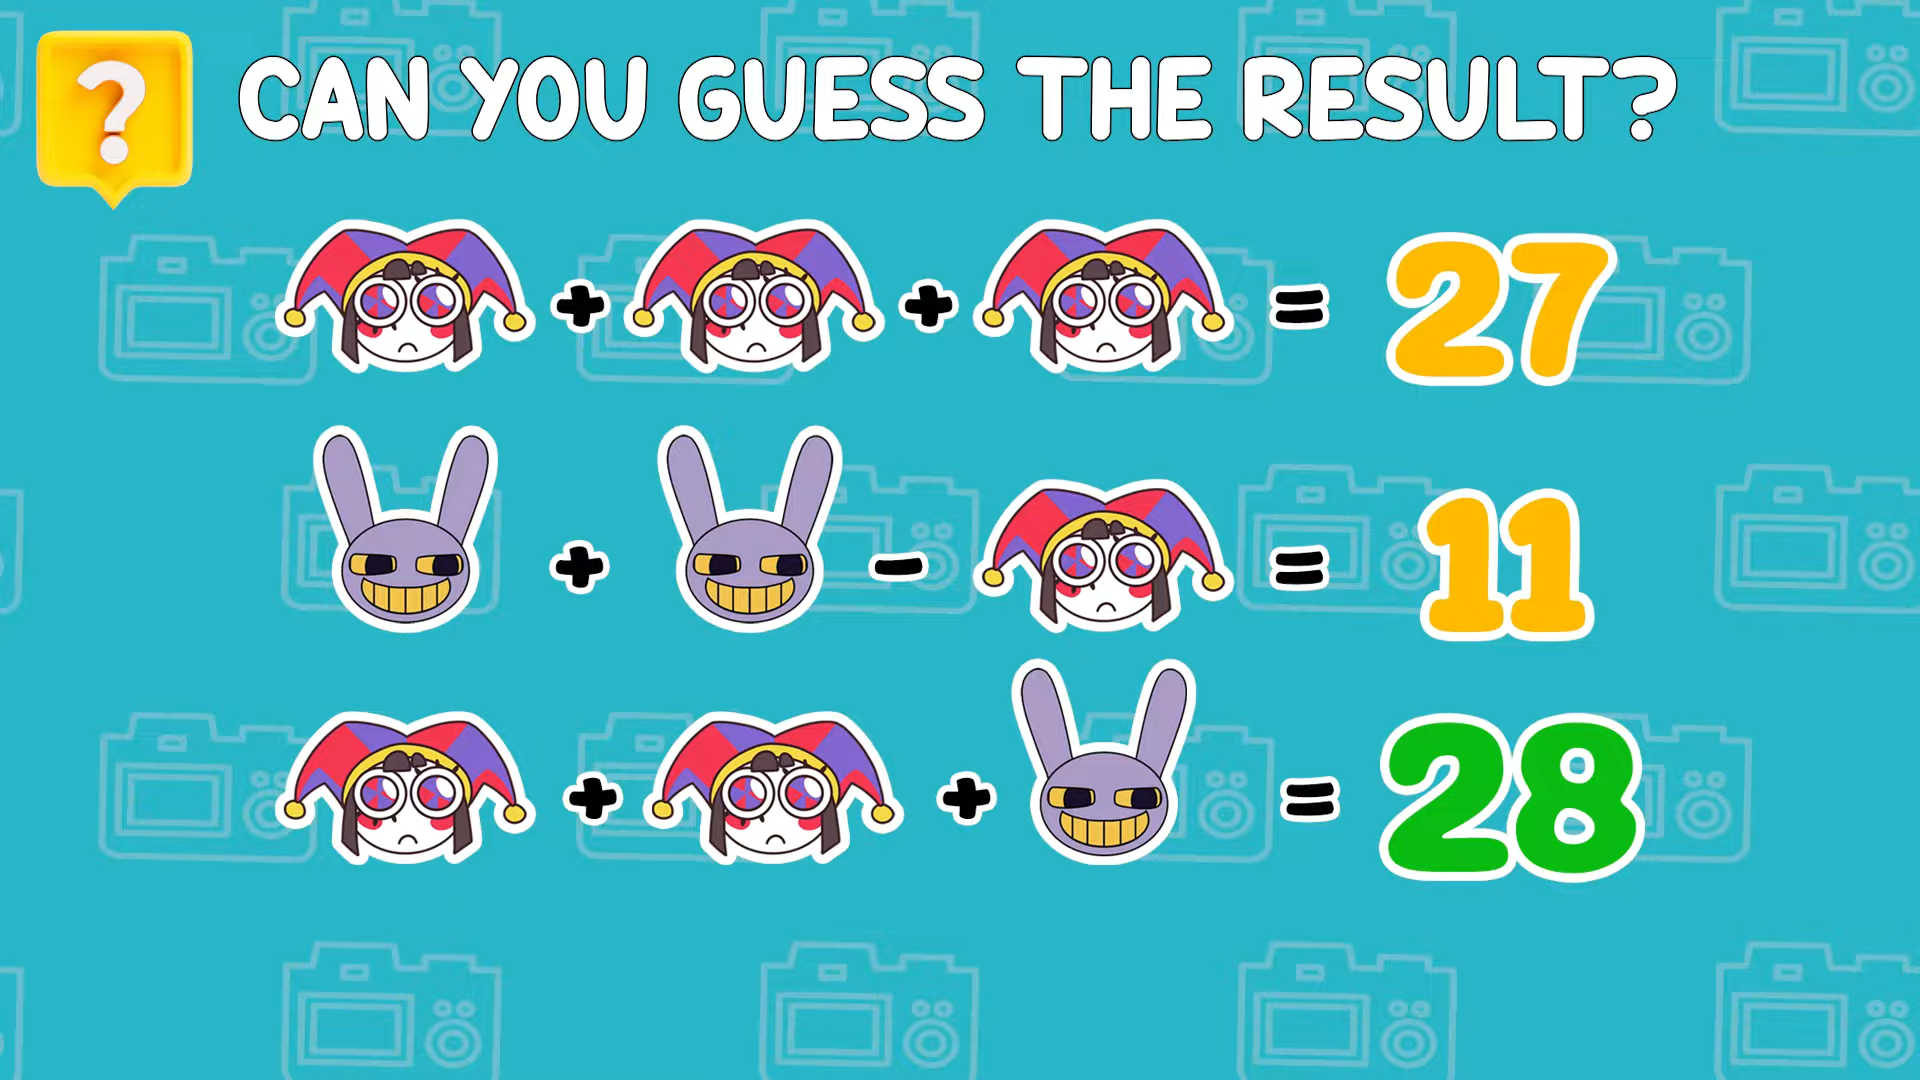 ?
CAN YOU GUESS THE RESULT?
+ + = 27
+ - = 11
+ + = 28